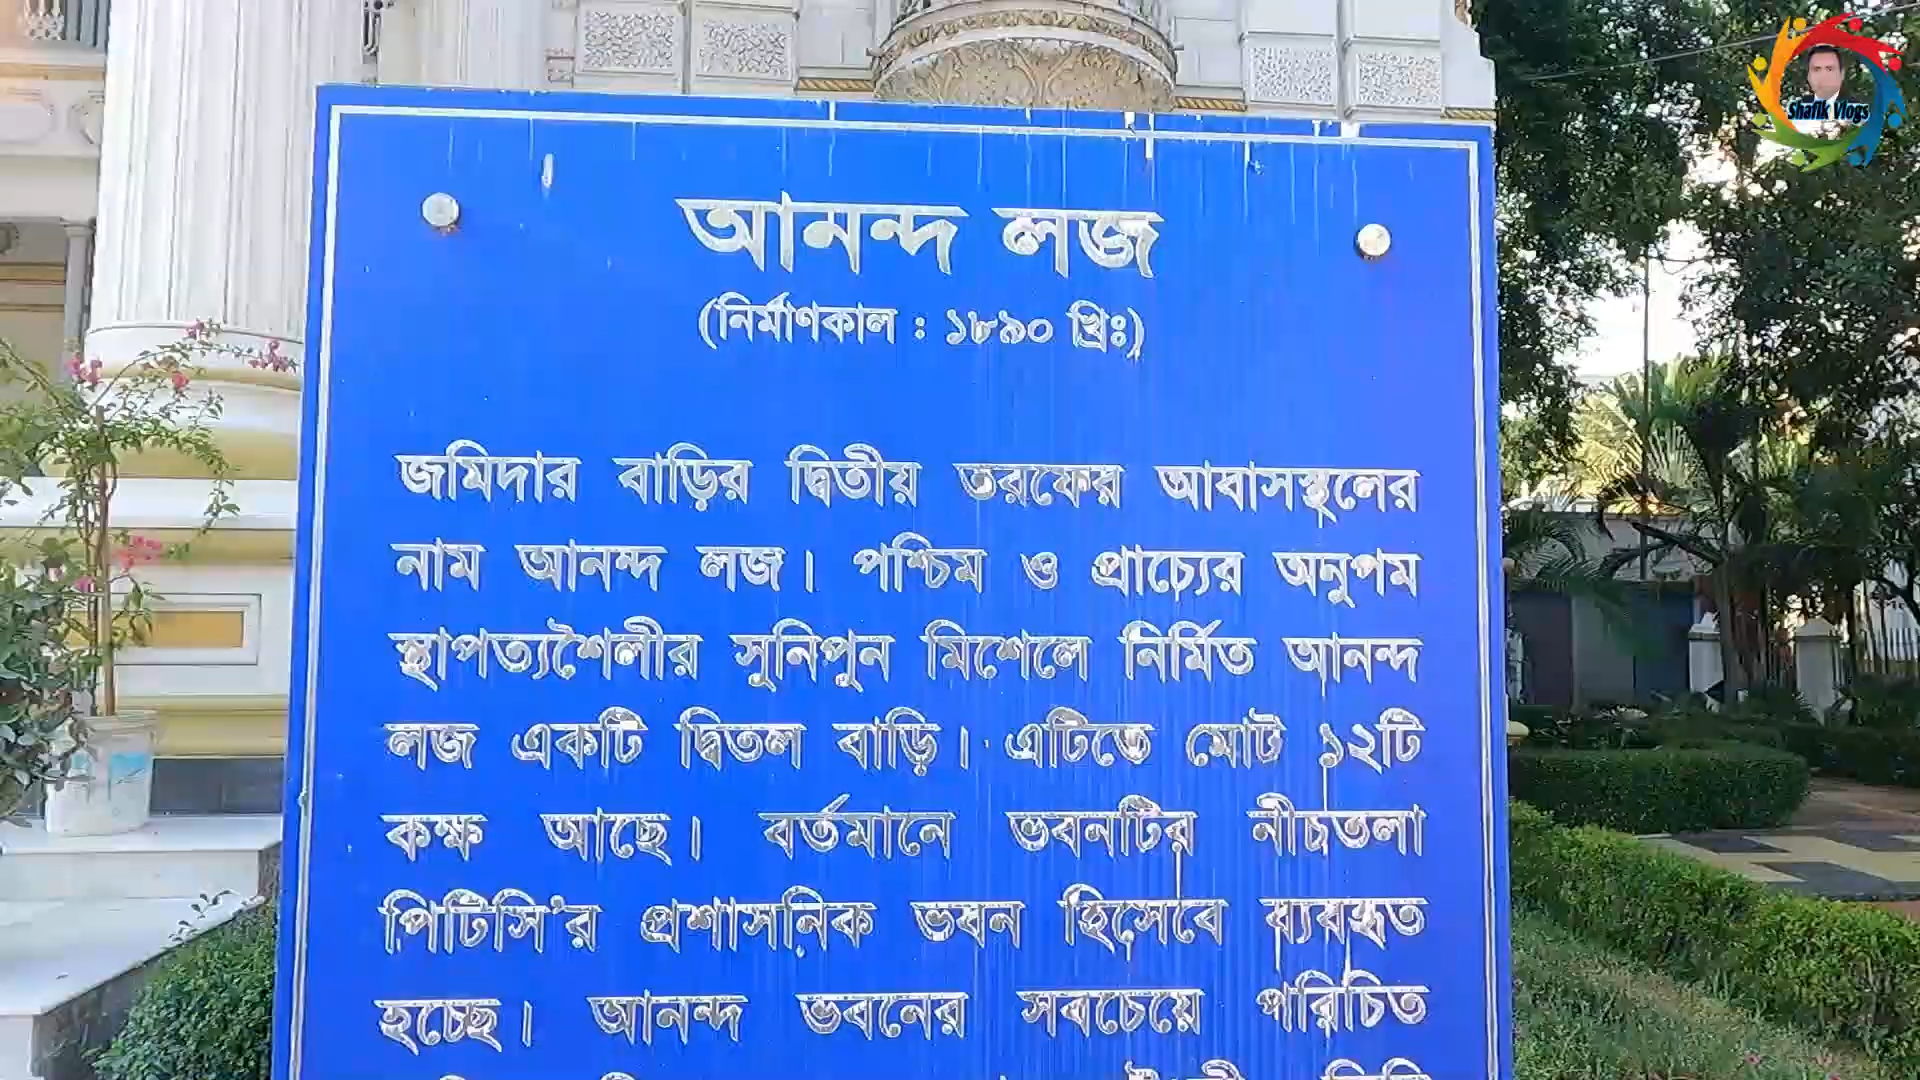 Shafik Vlogs
আনন্দ লজ
(নির্মাণকাল : ১৮৯০ খ্রিঃ)
জমিদার বাড়ির দ্বিতীয় তরফের আবাসস্থলের
নাম আনন্দ লজ। পশ্চিম ও প্রাচ্যের অনুপম
স্থাপত্যশৈলীর সুনিপুন মিশেলে নির্মিত আনন্দ
লজ একটি দ্বিতল বাড়ি। এটিতে মোট ১২টি
কক্ষ আছে। বর্তমানে ভবনটির নীচতলা
পিটিসি'র প্রশাসনিক ভবন হিসেবে ব্যবহৃত
হচ্ছে। আনন্দ ভবনের সবচেয়ে পরিচিত